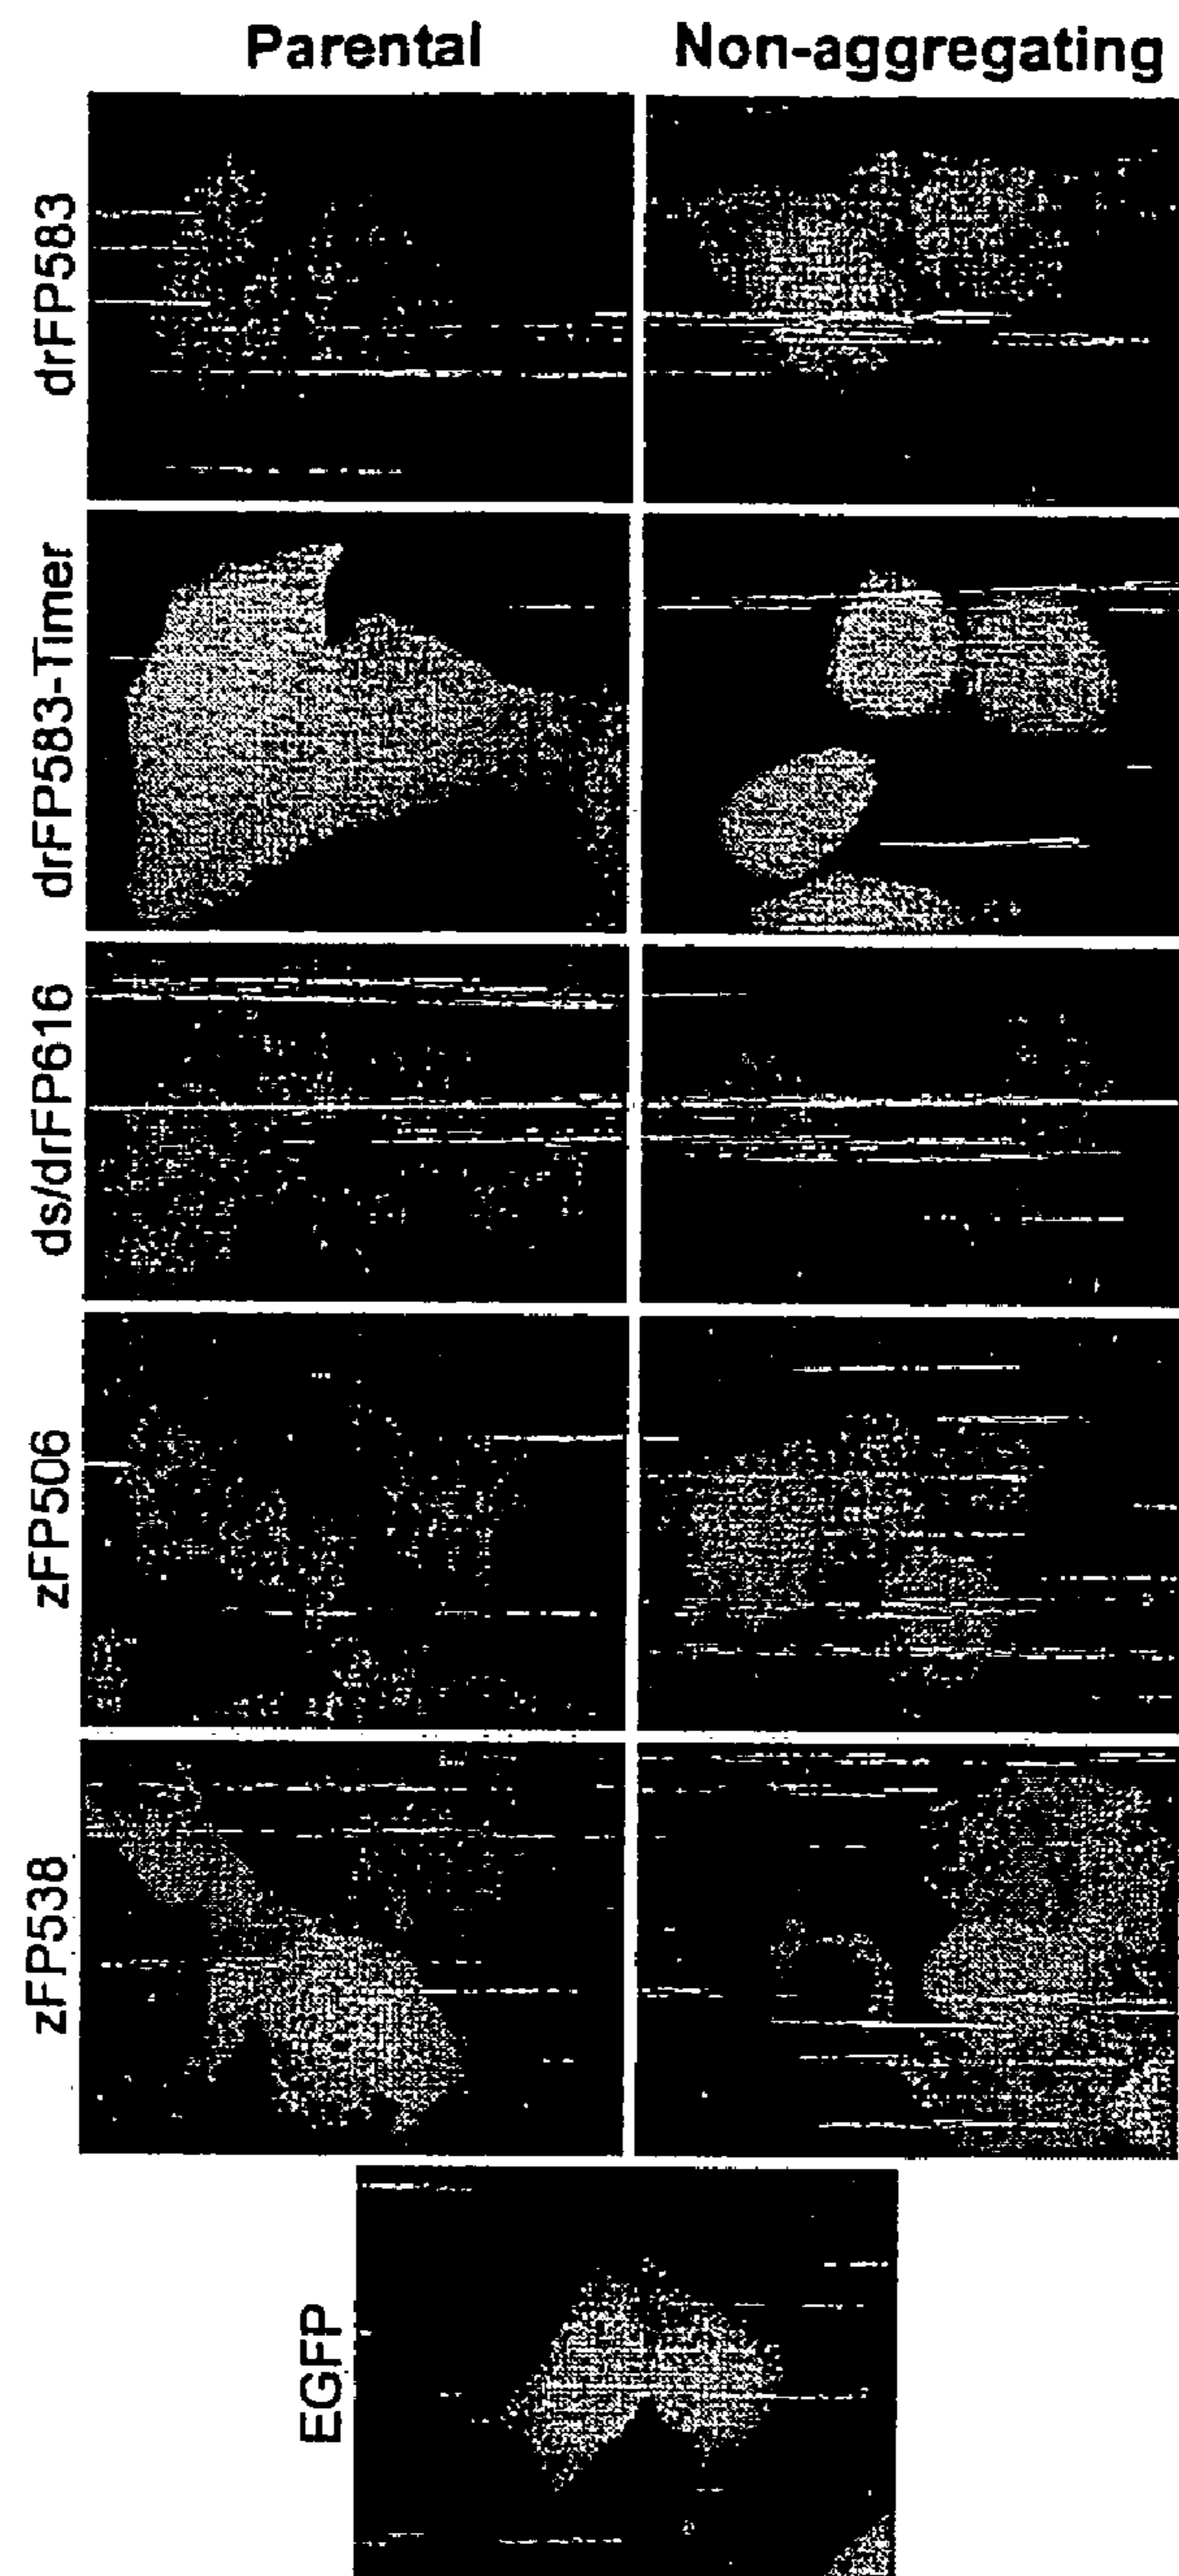 Parental
Non-aggregating
drFP583
drFP583-Timer
ds/drFP616
zFP506
zFP538
EGFP